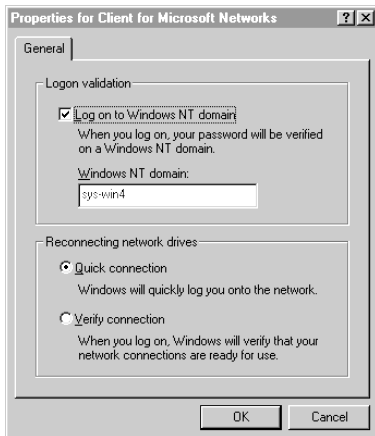 Properties for Client for Microsoft Networks
General
Logon validation
Log on to Windows NT domain
When you log on, your password will be verified
on a Windows NT domain.
Windows NT domain:
sys-win4
Reconnecting network drives
Quick connection
Windows will quickly log you onto the network.
Verify connection
When you log on, Windows will verify that your
network connections are ready for use.
OK Cancel